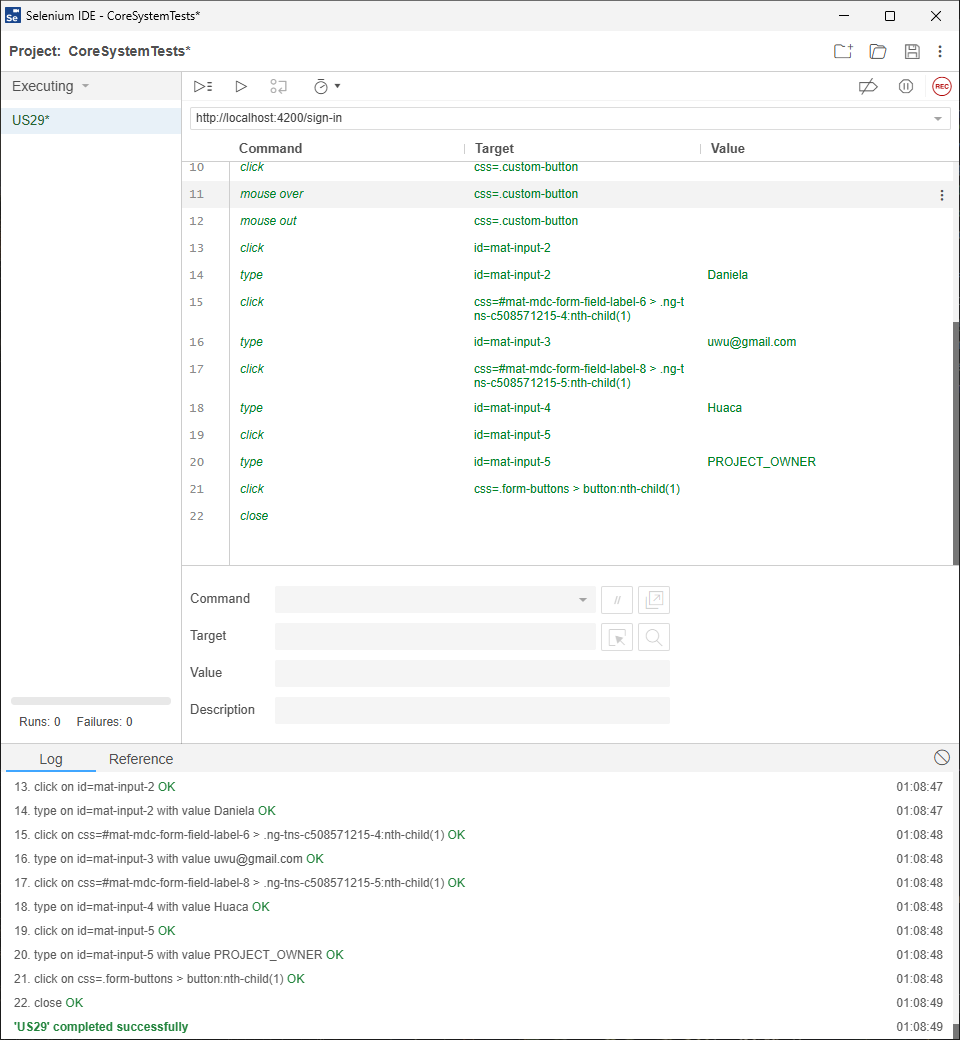 Se Selenium IDE - CoreSystemTests*
Project: CoreSystemTests*
Executing
REC
US29*
http://localhost:4200/sign-in
Command Target Value
10 click css=.custom-button
11 mouse over css=.custom-button
12 mouse out css=.custom-button
13 click id=mat-input-2
14 type id=mat-input-2 Daniela
15 click css=#mat-mdc-form-field-label-6 > .ng-t
ns-c508571215-4:nth-child(1)
16 type id=mat-input-3 uwu@gmail.com
17 click css=#mat-mdc-form-field-label-8 > .ng-t
ns-c508571215-5:nth-child(1)
18 type id=mat-input-4 Huaca
19 click id=mat-input-5
20 type id=mat-input-5 PROJECT_OWNER
21 click css=.form-buttons > button:nth-child(1)
22 close
Command //
Target
Value
Description
Runs: 0 Failures: 0
Log Reference
13. click on id=mat-input-2 OK 01:08:47
14. type on id=mat-input-2 with value Daniela OK 01:08:47
15. click on css=#mat-mdc-form-field-label-6 > .ng-tns-c508571215-4:nth-child(1) OK 01:08:48
16. type on id=mat-input-3 with value uwu@gmail.com OK 01:08:48
17. click on css=#mat-mdc-form-field-label-8 > .ng-tns-c508571215-5:nth-child(1) OK 01:08:48
18. type on id=mat-input-4 with value Huaca OK 01:08:48
19. click on id=mat-input-5 OK 01:08:48
20. type on id=mat-input-5 with value PROJECT_OWNER OK 01:08:48
21. click on css=.form-buttons > button:nth-child(1) OK 01:08:48
22. close OK 01:08:49
'US29' completed successfully 01:08:49